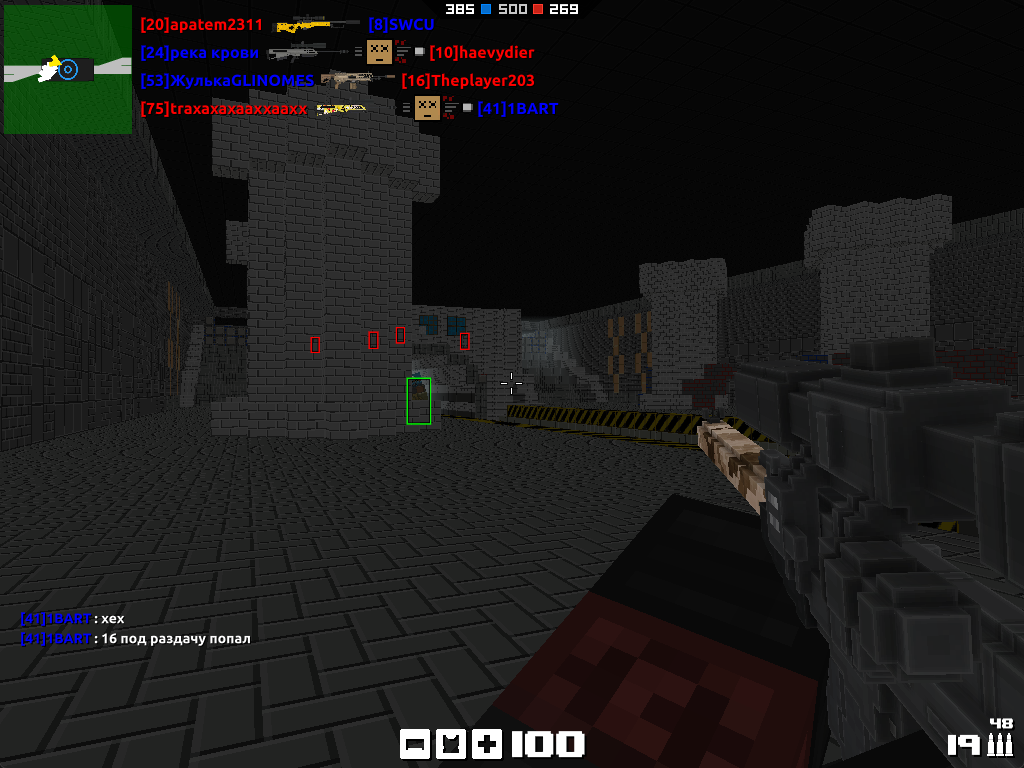 385 500 269
[20]apatem2311 [8]SWCU
[24]река крови [10]haevydier
[53]ЖулькаGLINOMES [16]Theplayer203
[75]traxaxaxaaxxaaxx [41]1BART
[41]1BART : xex
[41]1BART : 16 под раздачу попал
100
48
19